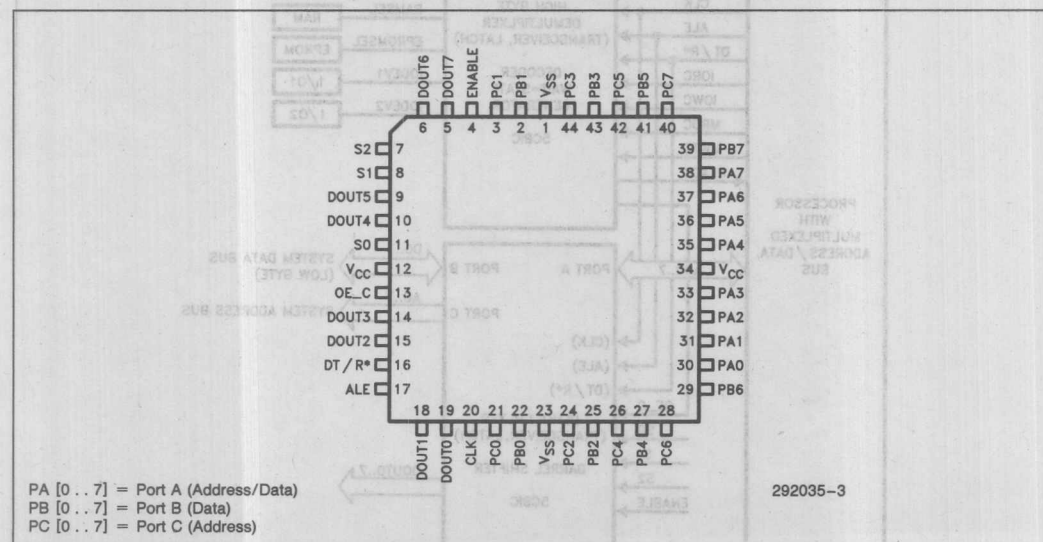 DOUT6 DOUT7 ENABLE PC1 PB1 VSS PC3 PB3 PC5 PB5 PC7
6 5 4 3 2 1 44 43 42 41 40
S2 7 39 PB7
S1 8 38 PA7
DOUT5 9 37 PA6
DOUT4 10 36 PA5
S0 11 35 PA4
VCC 12 34 VCC
OE_C 13 33 PA3
DOUT3 14 32 PA2
DOUT2 15 31 PA1
DT/R* 16 30 PA0
ALE 17 29 PB6
18 19 20 21 22 23 24 25 26 27 28
DOUT1 DOUT0 CLK PC0 PB0 VSS PC2 PB2 PC4 PB4 PC6
292035-3
PA [0 . . 7] = Port A (Address/Data)
PB [0 . . 7] = Port B (Data)
PC [0 . . 7] = Port C (Address)